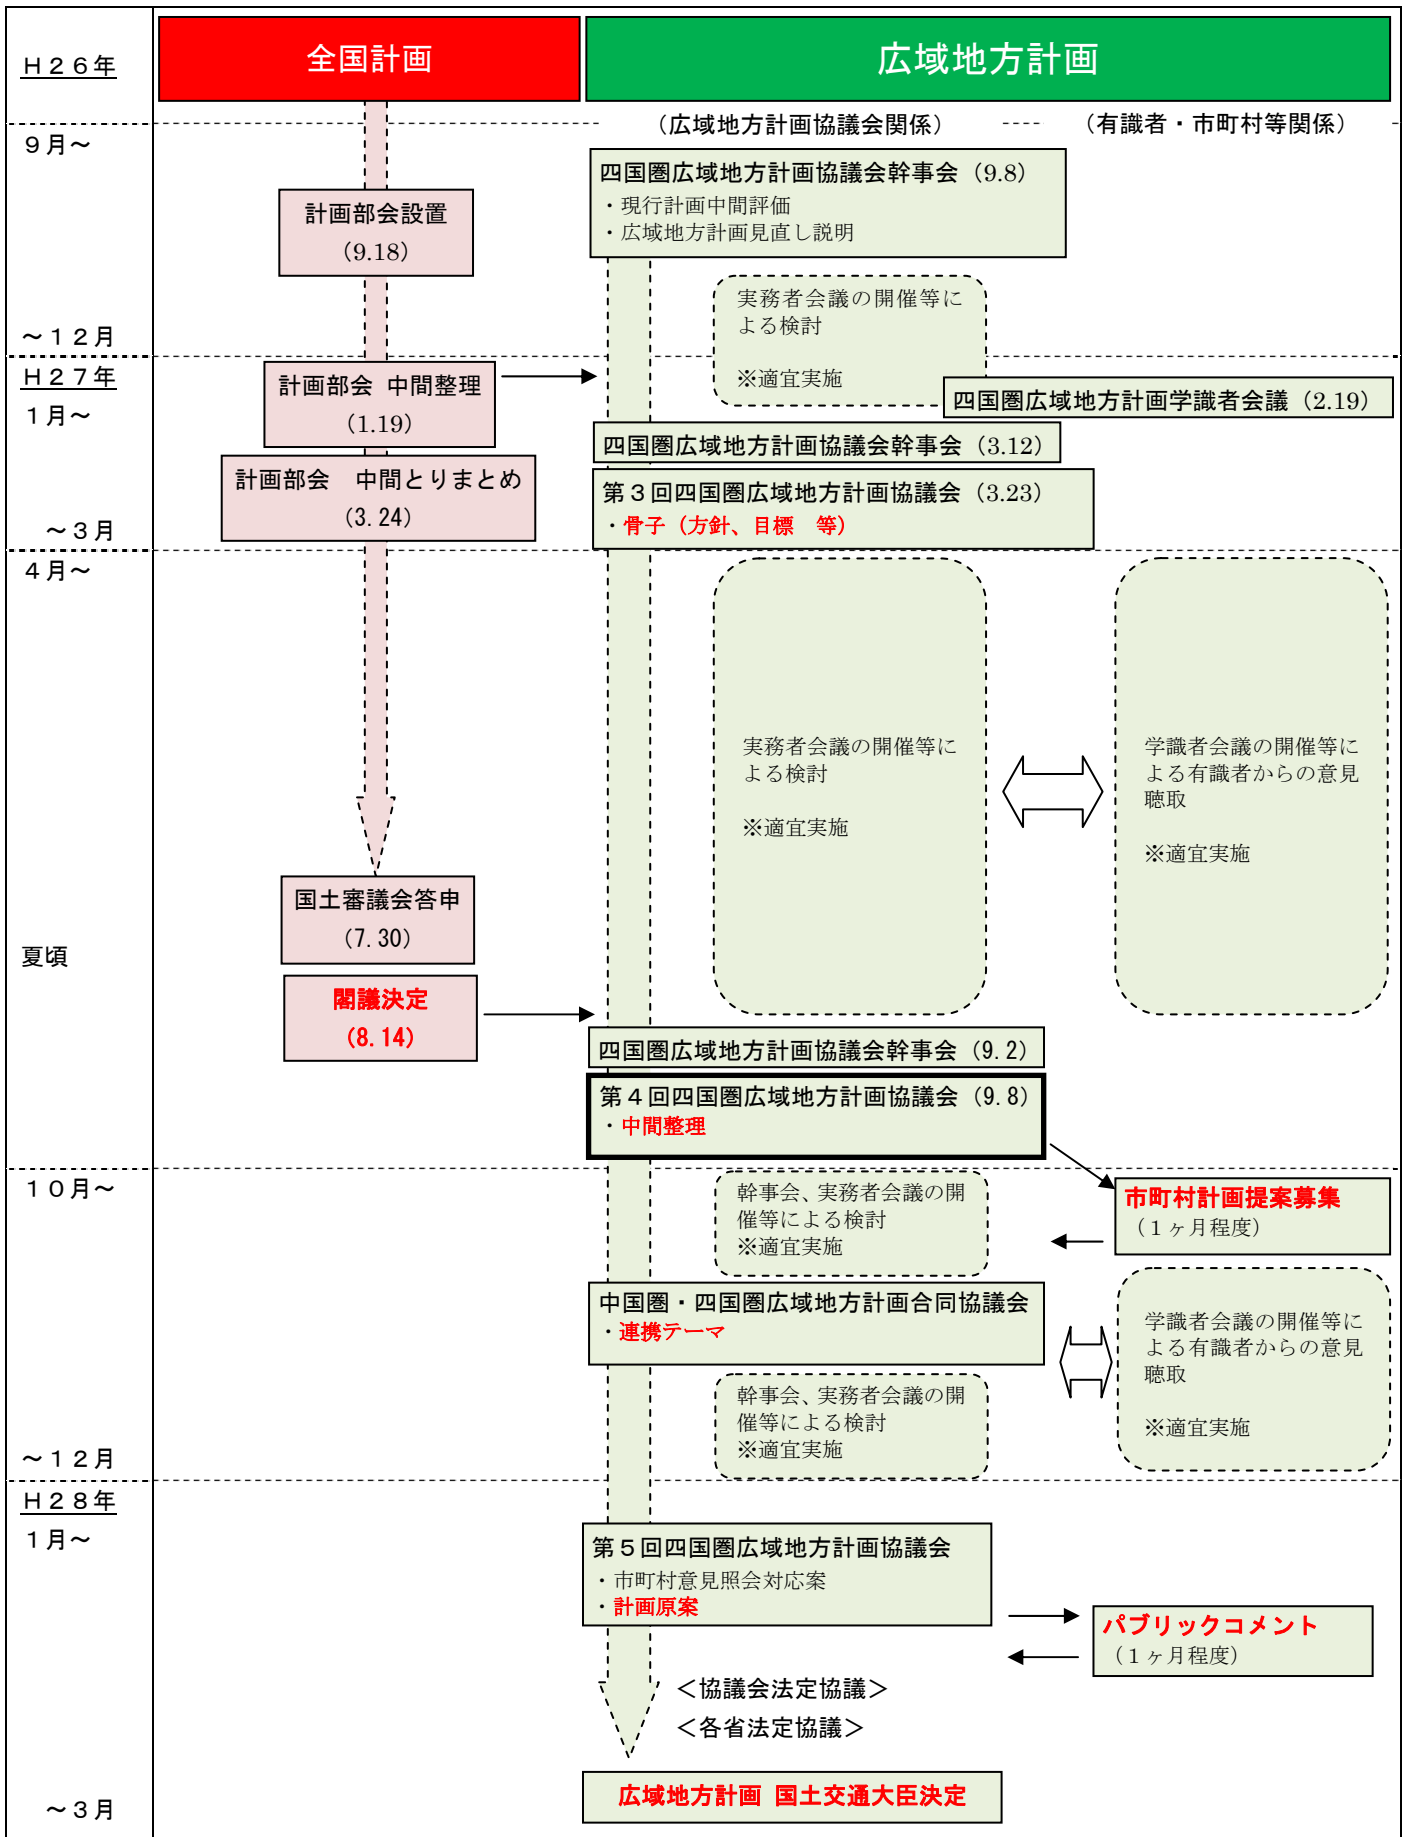 H26年
全国計画
広域地方計画
9月～
（広域地方計画協議会関係）
（有識者・市町村等関係）
四国圏広域地方計画協議会幹事会（9.8）
・現行計画中間評価
・広域地方計画見直し説明
計画部会設置
（9.18）
実務者会議の開催等に
よる検討
※適宜実施
～12月
H27年
1月～
計画部会 中間整理
（1.19）
四国圏広域地方計画学識者会議（2.19）
四国圏広域地方計画協議会幹事会（3.12）
計画部会　中間とりまとめ
（3.24）
第3回四国圏広域地方計画協議会（3.23）
・骨子（方針、目標　等）
～3月
4月～
実務者会議の開催等に
よる検討
※適宜実施
学識者会議の開催等に
よる有識者からの意見
聴取
※適宜実施
国土審議会答申
（7.30）
夏頃
閣議決定
（8.14）
四国圏広域地方計画協議会幹事会（9.2）
第4回四国圏広域地方計画協議会（9.8）
・中間整理
10月～
幹事会、実務者会議の開
催等による検討
※適宜実施
市町村計画提案募集
（1ヶ月程度）
中国圏・四国圏広域地方計画合同協議会
・連携テーマ
学識者会議の開催等に
よる有識者からの意見
聴取
※適宜実施
幹事会、実務者会議の開
催等による検討
※適宜実施
～12月
H28年
1月～
第5回四国圏広域地方計画協議会
・市町村意見照会対応案
・計画原案
パブリックコメント
（1ヶ月程度）
＜協議会法定協議＞
＜各省法定協議＞
広域地方計画 国土交通大臣決定
～3月